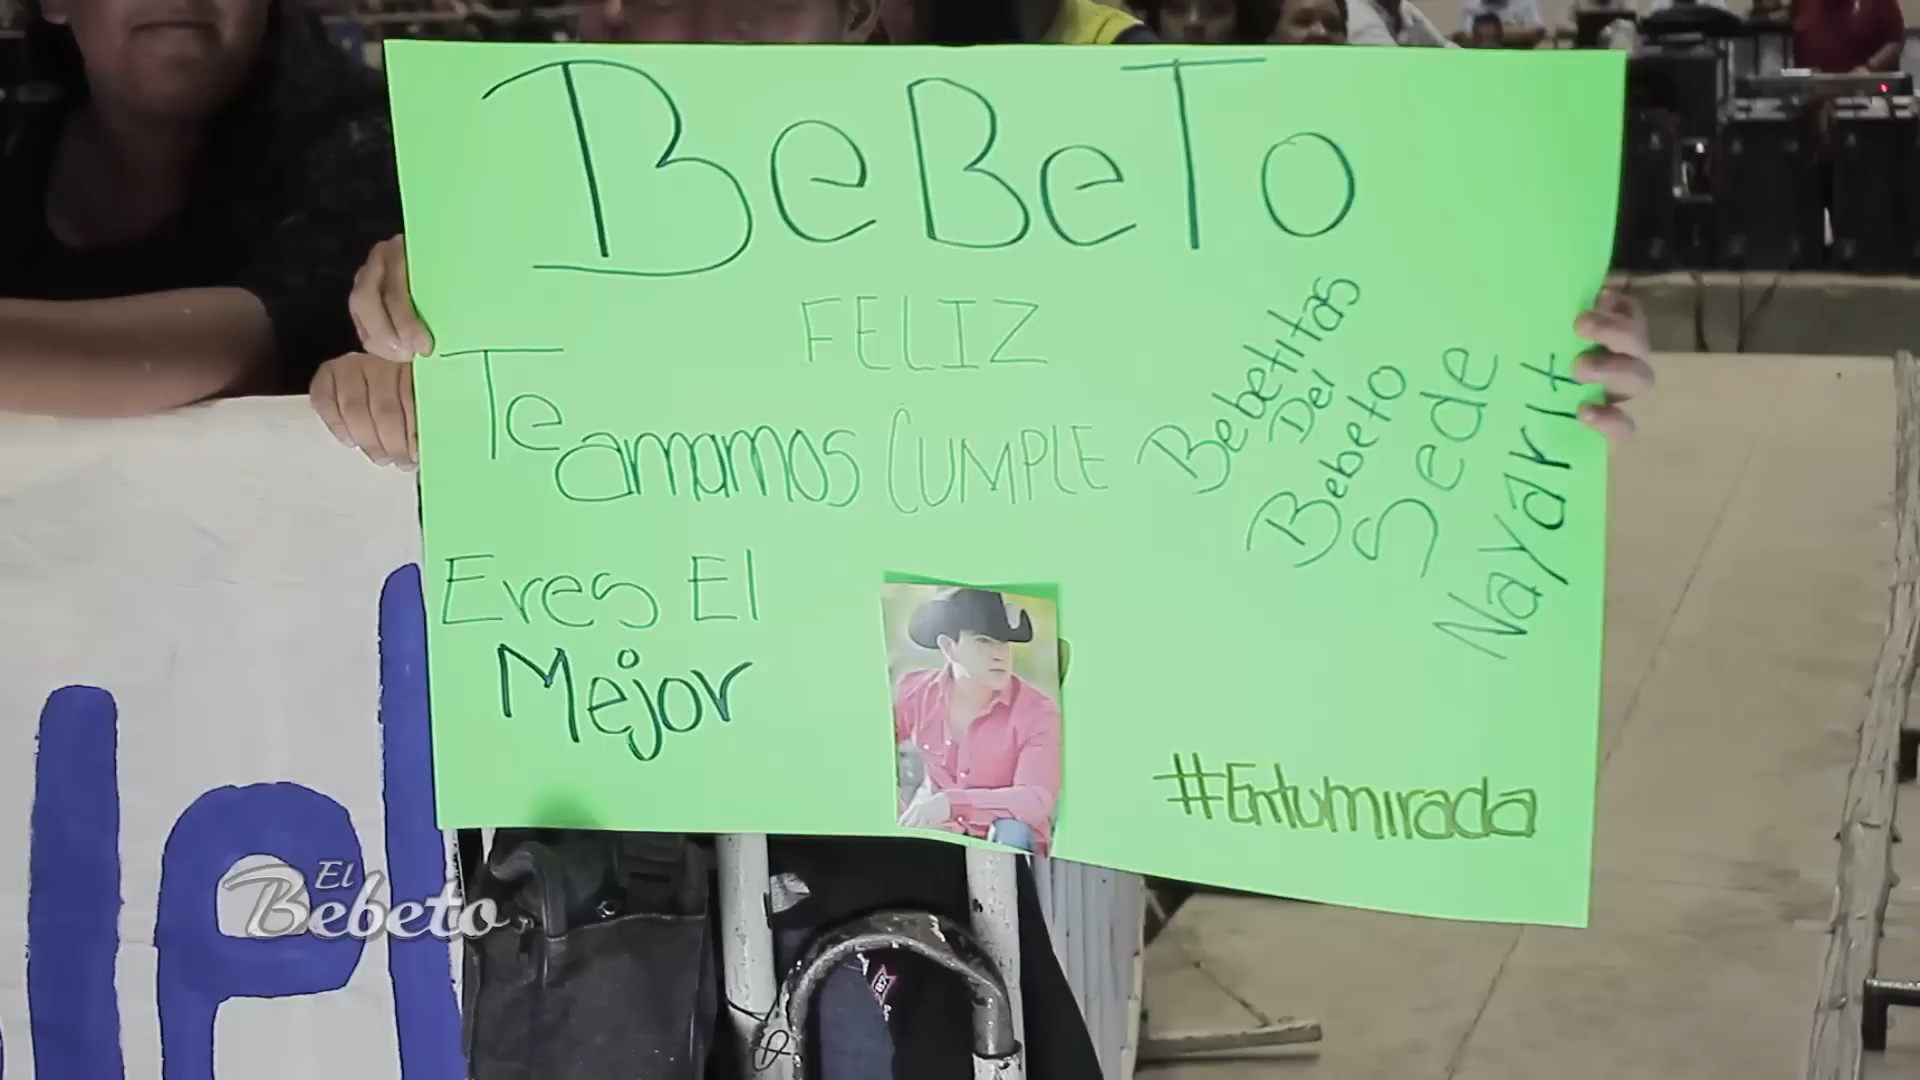 BeBeTo
FELIZ
Te amamos
CUMPLE
Eres El
Mejor
Bebetitas
Del
Bebeto
Sede
Nayarit
#Entumirada
El
Bebeto